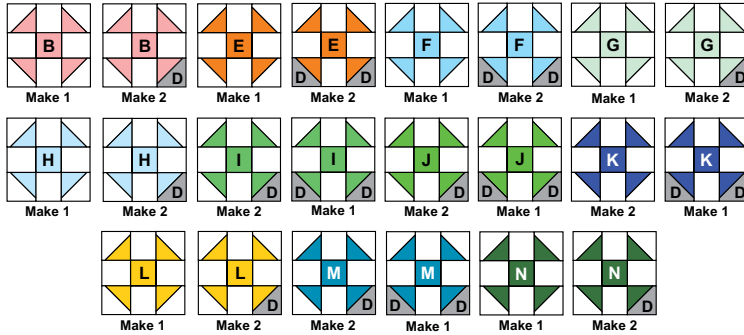 B B D E D E D F D F D G G D
Make 1 Make 2 Make 1 Make 2 Make 1 Make 2 Make 1 Make 2
H H D I D D I D J D D J D K D K D
Make 1 Make 2 Make 2 Make 1 Make 2 Make 1 Make 2 Make 1
L L D M D D M D N N D
Make 1 Make 2 Make 2 Make 1 Make 1 Make 2